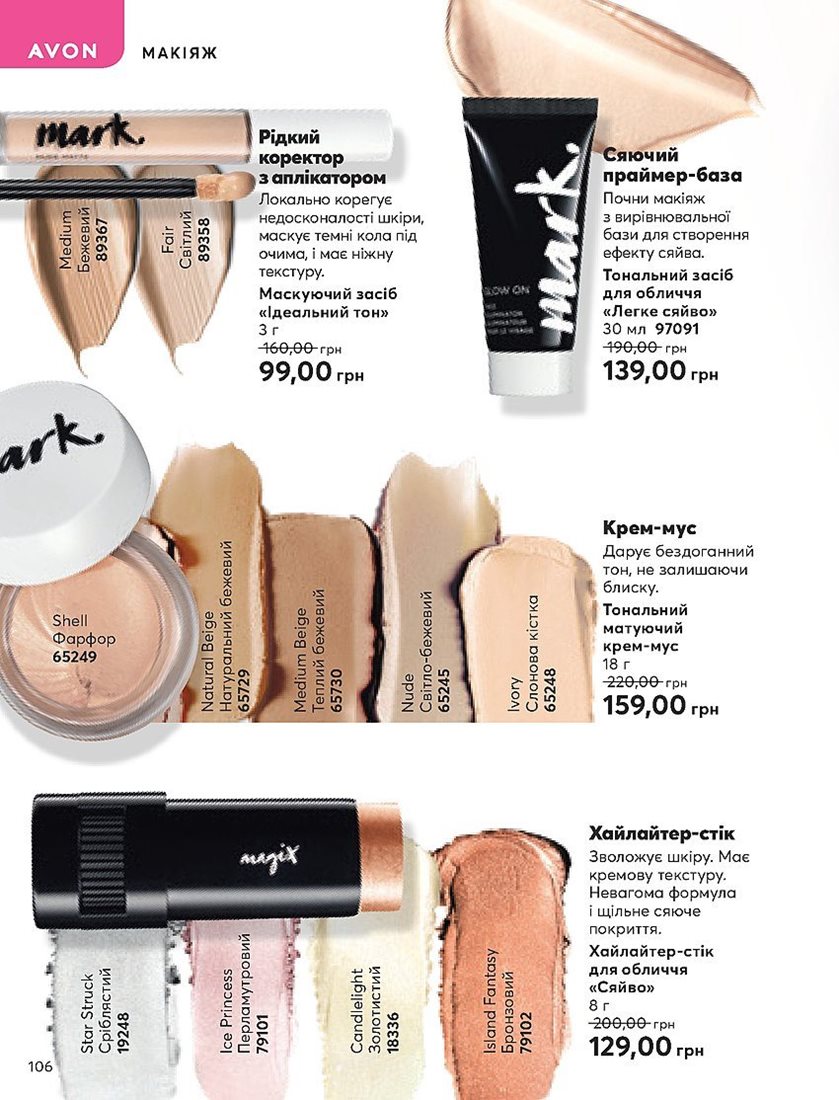 AVON
МАКІЯЖ
mark.
Medium
Бежевий
89367
Fair
Світлий
89358
Рідкий
коректор
з аплікатором
Локально корегує
недосконалості шкіри,
маскує темні кола під
очима, і має ніжну
текстуру.
Маскуючий засіб
«Ідеальний тон»
3 г
160,00 грн
99,00 грн
mark.
GLOW ON
Сяючий
праймер-база
Почни макіяж
з вирівнювальної
бази для створення
ефекту сяйва.
Тональний засіб
для обличчя
«Легке сяйво»
30 мл 97091
190,00 грн
139,00 грн
ark.
Shell
Фарфор
65249
Natural Beige
Натуральний бежевий
65729
Medium Beige
Теплий бежевий
65730
Nude
Світло-бежевий
65245
Ivory
Слонова кістка
65248
Крем-мус
Дарує бездоганний
тон, не залишаючи
блиску.
Тональний
матуючий
крем-мус
18 г
220,00 грн
159,00 грн
magix
Star Struck
Сріблястий
19248
Ice Princess
Перламутровий
79101
Candlelight
Золотистий
18336
Island Fantasy
Бронзовий
79102
Хайлайтер-стік
Зволожує шкіру. Має
кремову текстуру.
Невагома формула
і щільне сяюче
покриття.
Хайлайтер-стік
для обличчя
«Сяйво»
8 г
200,00 грн
129,00 грн
106